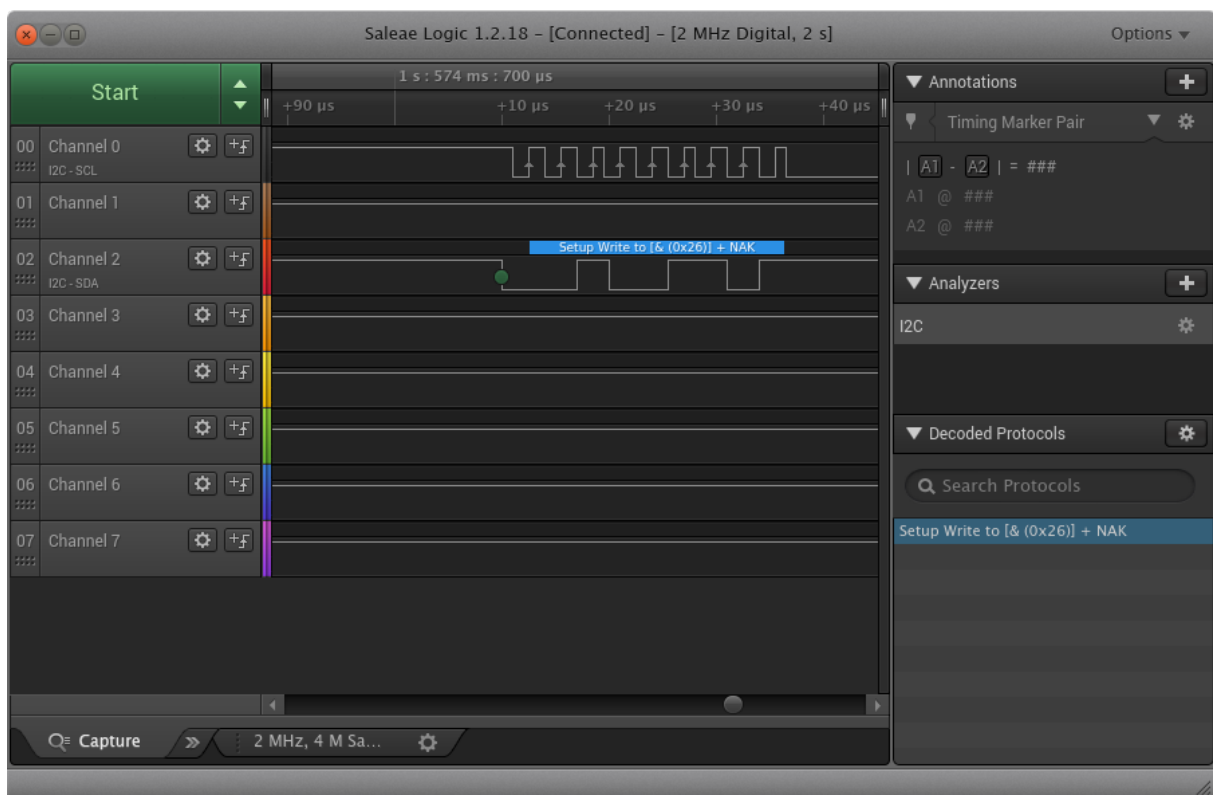 Saleae Logic 1.2.18 – [Connected] – [2 MHz Digital, 2 s]
Options
Start
1 s : 574 ms : 700 µs
+90 µs
+10 µs
+20 µs
+30 µs
+40 µs
00 Channel 0
I2C - SCL
01 Channel 1
Setup Write to [& (0x26)] + NAK
02 Channel 2
I2C - SDA
03 Channel 3
04 Channel 4
05 Channel 5
06 Channel 6
07 Channel 7
Capture
2 MHz, 4 M Sa...
Annotations
Timing Marker Pair
| A1 - A2 | = ###
A1 @ ###
A2 @ ###
Analyzers
I2C
Decoded Protocols
Search Protocols
Setup Write to [& (0x26)] + NAK